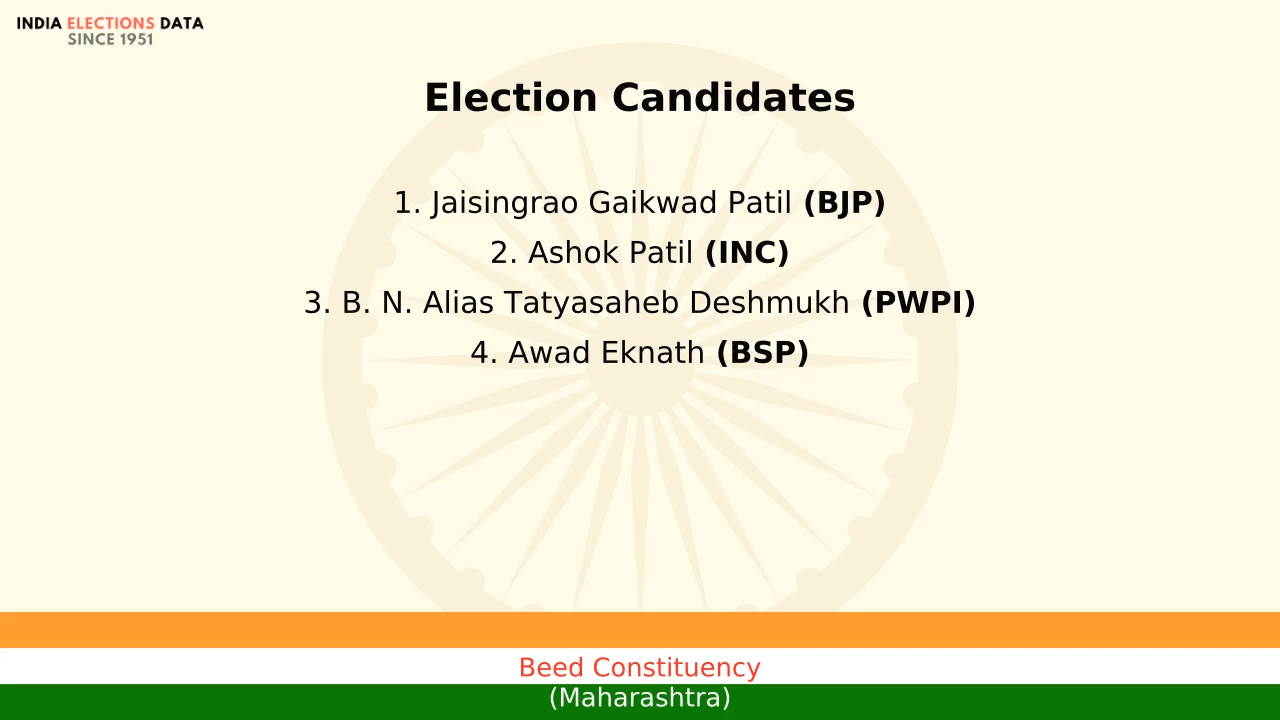 INDIA ELECTIONS DATA
SINCE 1951
Election Candidates
1. Jaisingrao Gaikwad Patil (BJP)
2. Ashok Patil (INC)
3. B. N. Alias Tatyasaheb Deshmukh (PWPI)
4. Awad Eknath (BSP)
Beed Constituency
(Maharashtra)